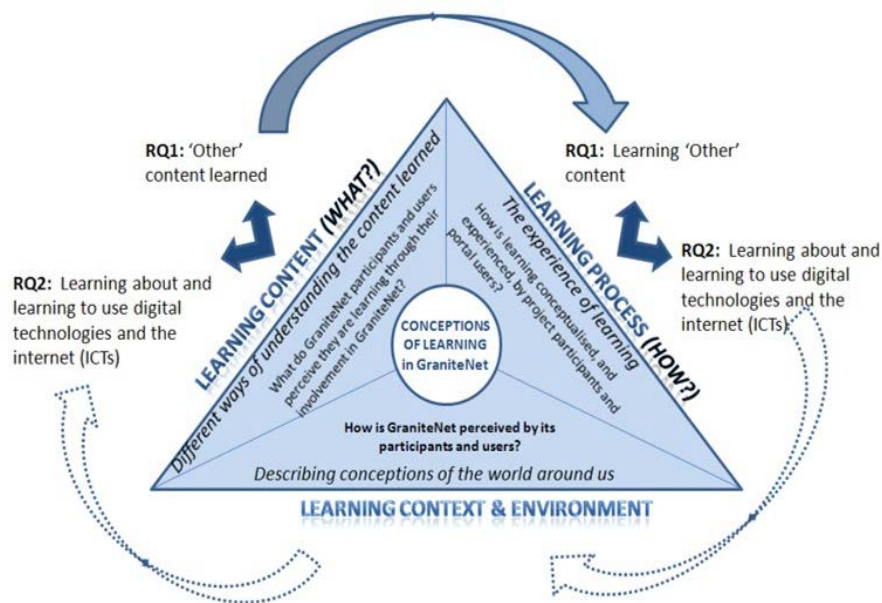 RQ1: ‘Other’
content learned
RQ1: Learning ‘Other’
content
RQ2: Learning about and
learning to use digital
technologies and the
internet (ICTs)
RQ2: Learning about and
learning to use digital
technologies and the
internet (ICTs)
LEARNING CONTENT (WHAT?)
Different ways of understanding the content learned
What do GraniteNet participants and users
perceive they are learning through their
involvement in GraniteNet?
LEARNING PROCESS (HOW?)
The experience of learning
How is learning conceptualised, and
experienced, by project participants and
portal users?
CONCEPTIONS
OF LEARNING
in GraniteNet
How is GraniteNet perceived by its
participants and users?
Describing conceptions of the world around us
LEARNING CONTEXT & ENVIRONMENT